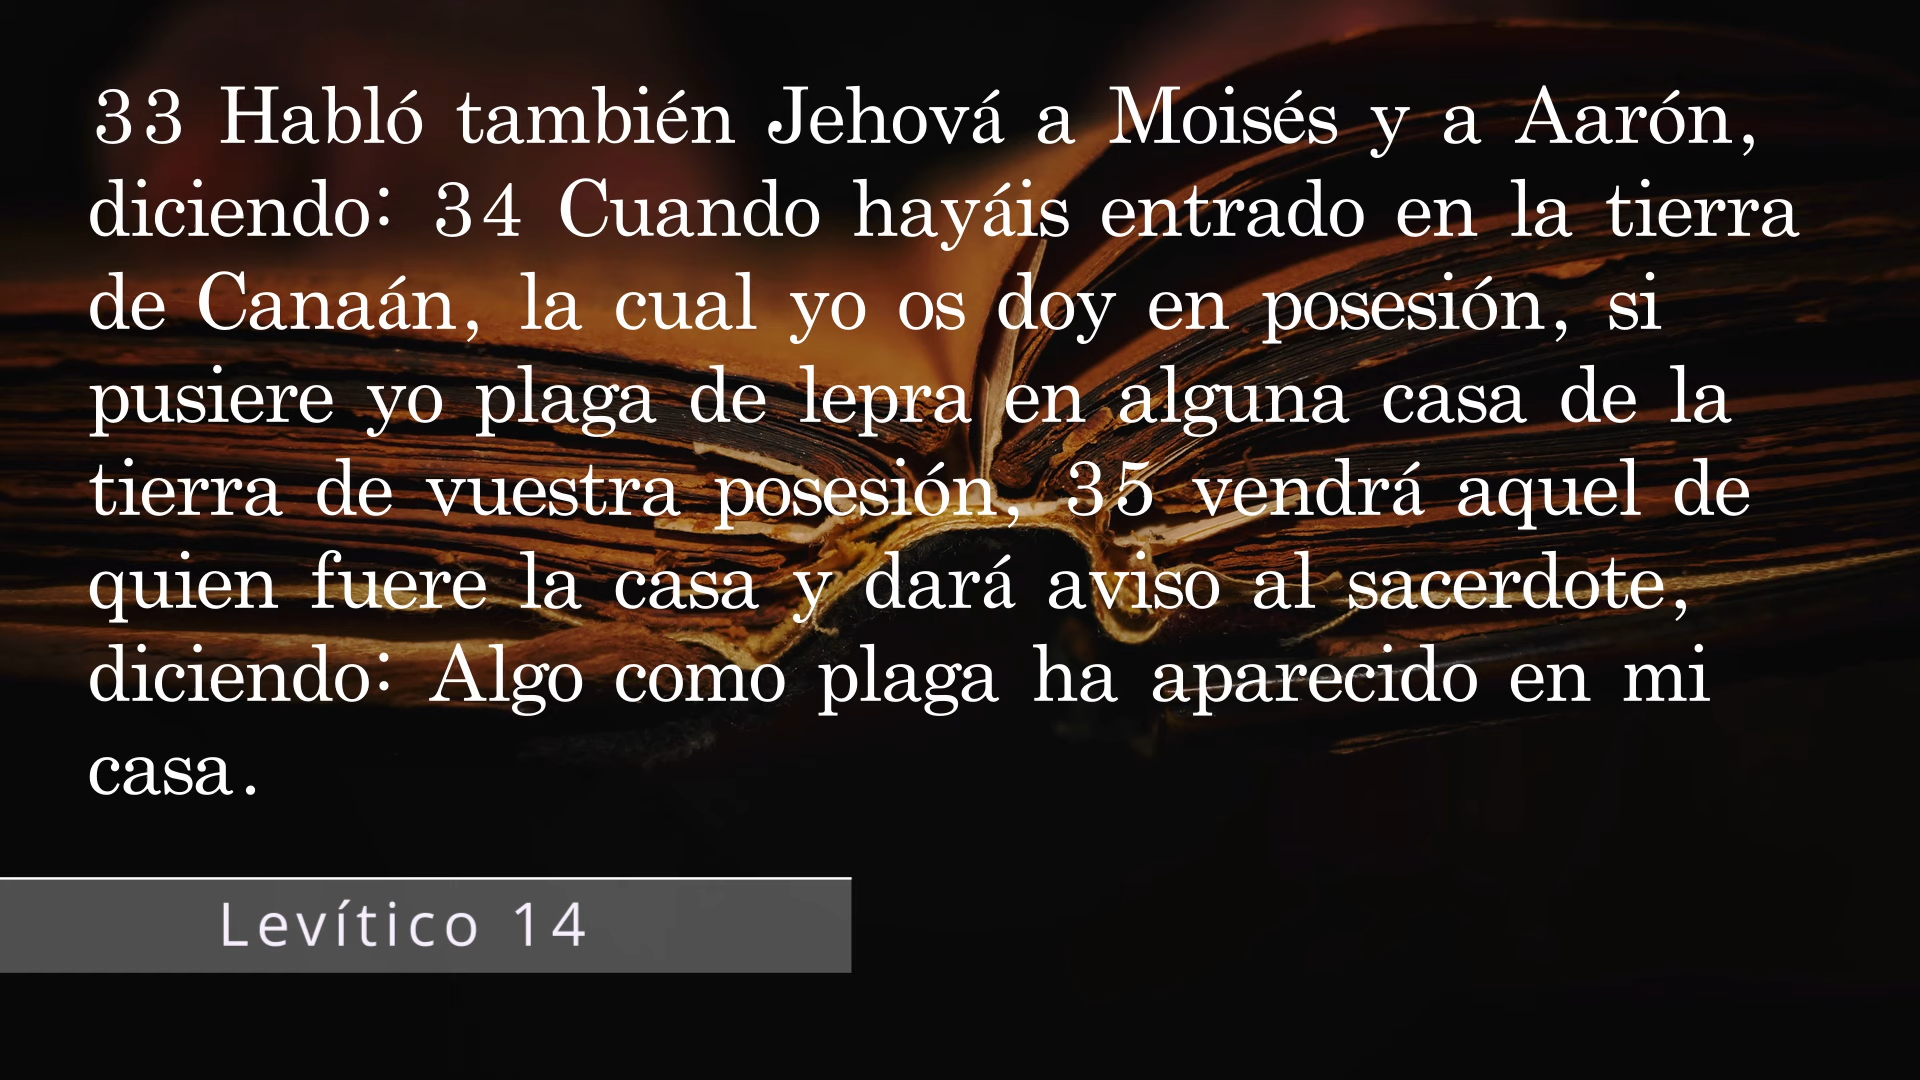 33 Habló también Jehová a Moisés y a Aarón,
diciendo: 34 Cuando hayáis entrado en la tierra
de Canaán, la cual yo os doy en posesión, si
pusiere yo plaga de lepra en alguna casa de la
tierra de vuestra posesión, 35 vendrá aquel de
quien fuere la casa y dará aviso al sacerdote,
diciendo: Algo como plaga ha aparecido en mi
casa.
Levítico 14